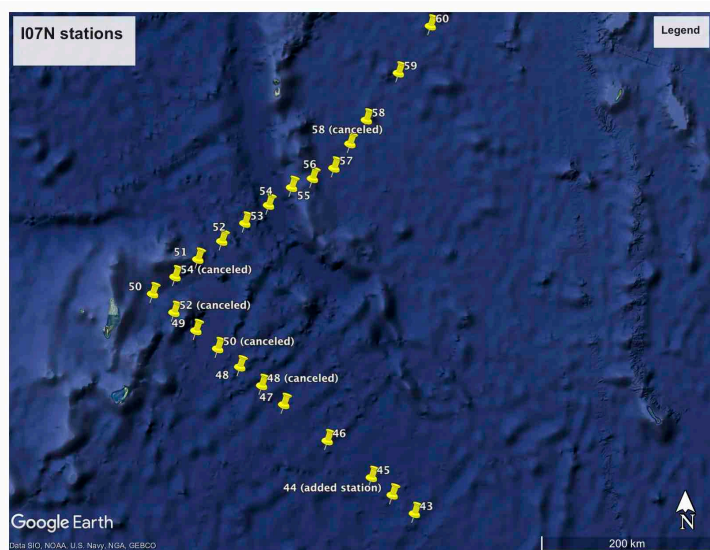 I07N stations
Legend
60
59
58
58 (canceled)
57
56
55
54
53
52
51
54 (canceled)
50
52 (canceled)
49
50 (canceled)
48
48 (canceled)
47
46
45
44 (added station)
43
N
Google Earth
200 km
Data SIO, NOAA, U.S. Navy, NGA, GEBCO